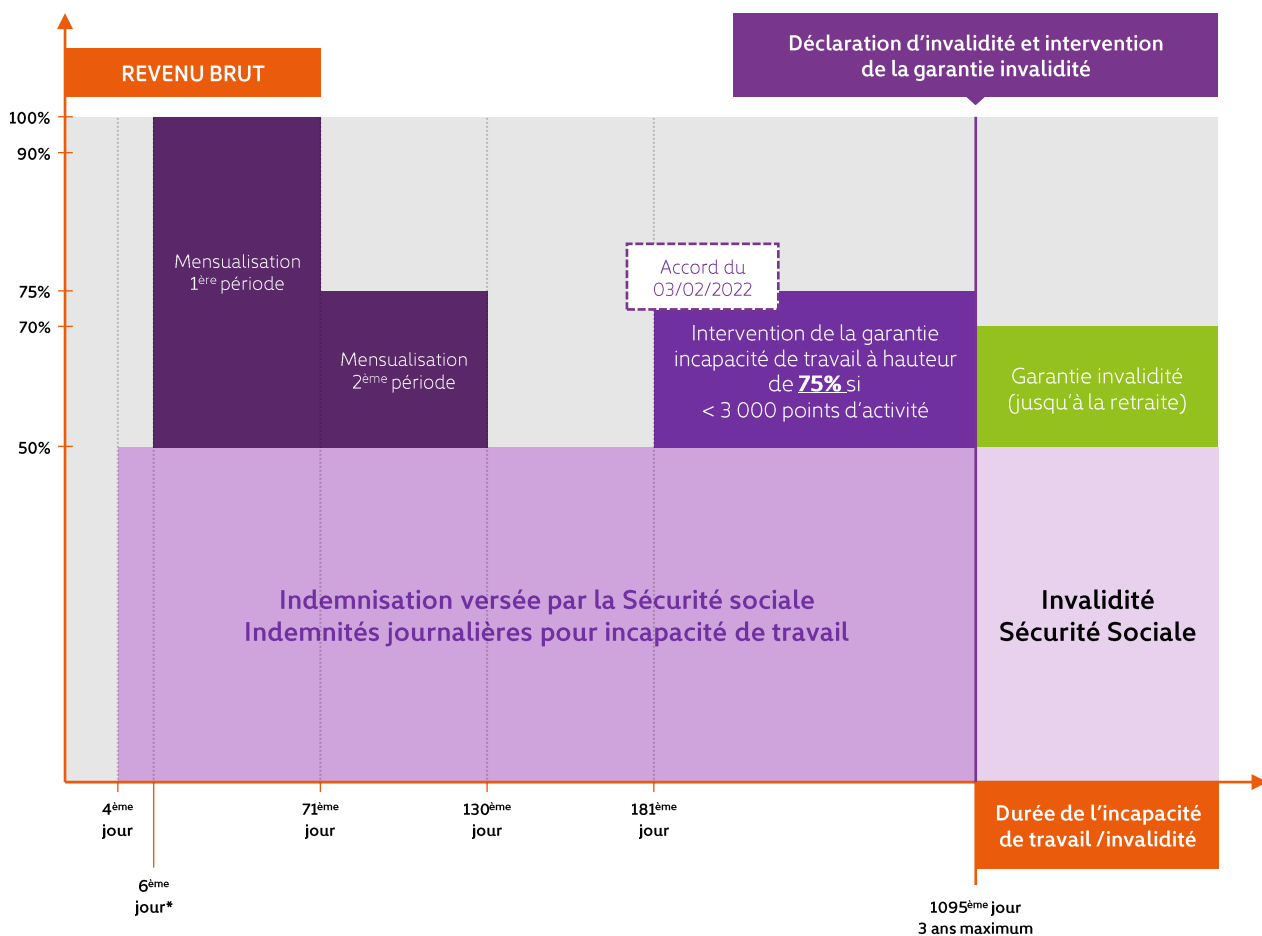 REVENU BRUT
Déclaration d’invalidité et intervention
de la garantie invalidité
100%
90%
75%
70%
50%
Mensualisation
1ère période
Mensualisation
2ème période
Accord du
03/02/2022
Intervention de la garantie
incapacité de travail à hauteur
de 75% si
< 3 000 points d’activité
Garantie invalidité
(jusqu’à la retraite)
Indemnisation versée par la Sécurité sociale
Indemnités journalières pour incapacité de travail
Invalidité
Sécurité Sociale
4ème
jour
6ème
jour*
71ème
jour
130ème
jour
181ème
jour
Durée de l’incapacité
de travail /invalidité
1095ème jour
3 ans maximum